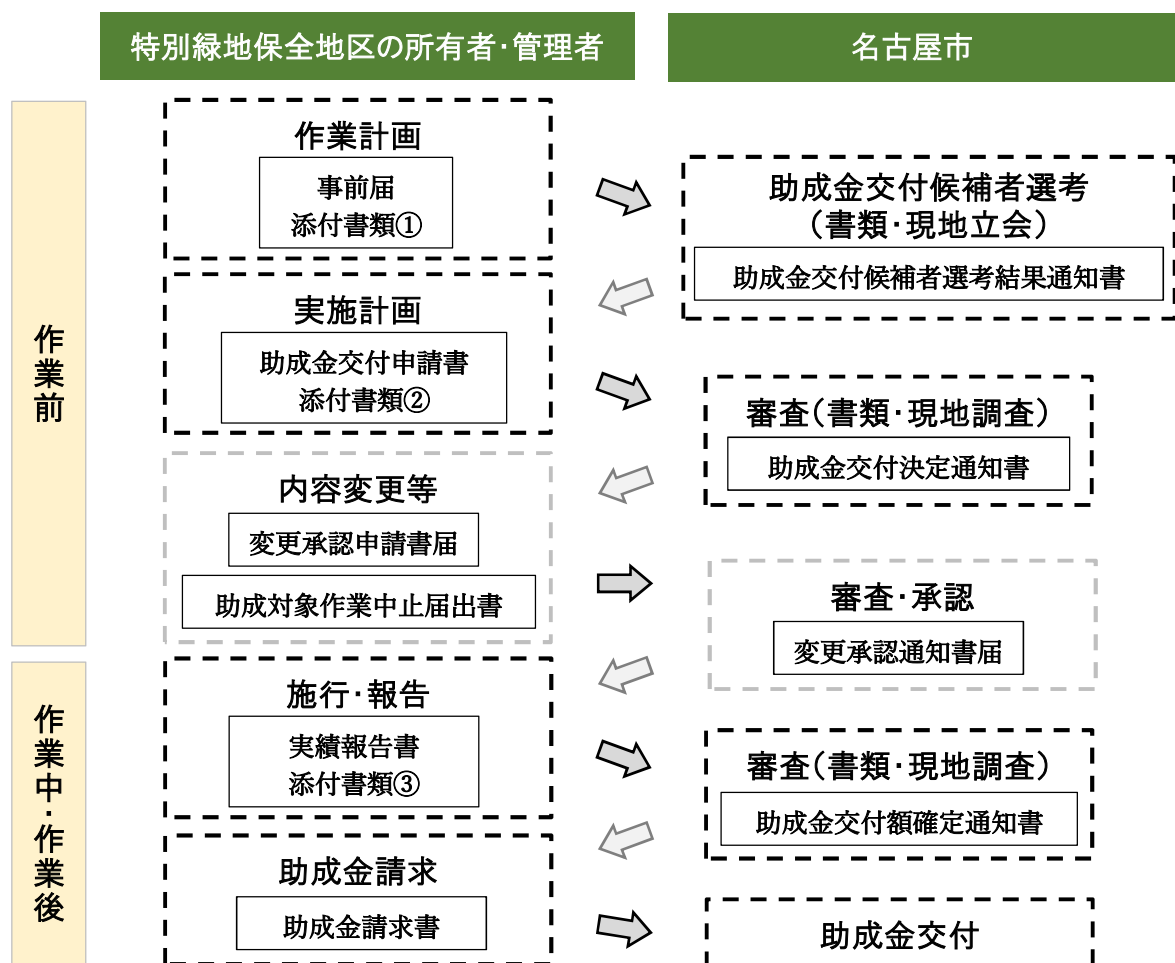 特別緑地保全地区の所有者・管理者
名古屋市
作業前
作業計画
事前届
添付書類①
助成金交付候補者選考
（書類・現地立会）
助成金交付候補者選考結果通知書
実施計画
助成金交付申請書
添付書類②
審査（書類・現地調査）
助成金交付決定通知書
内容変更等
変更承認申請書届
助成対象作業中止届出書
審査・承認
変更承認通知書届
作業中・作業後
施行・報告
実績報告書
添付書類③
審査（書類・現地調査）
助成金交付額確定通知書
助成金請求
助成金請求書
助成金交付